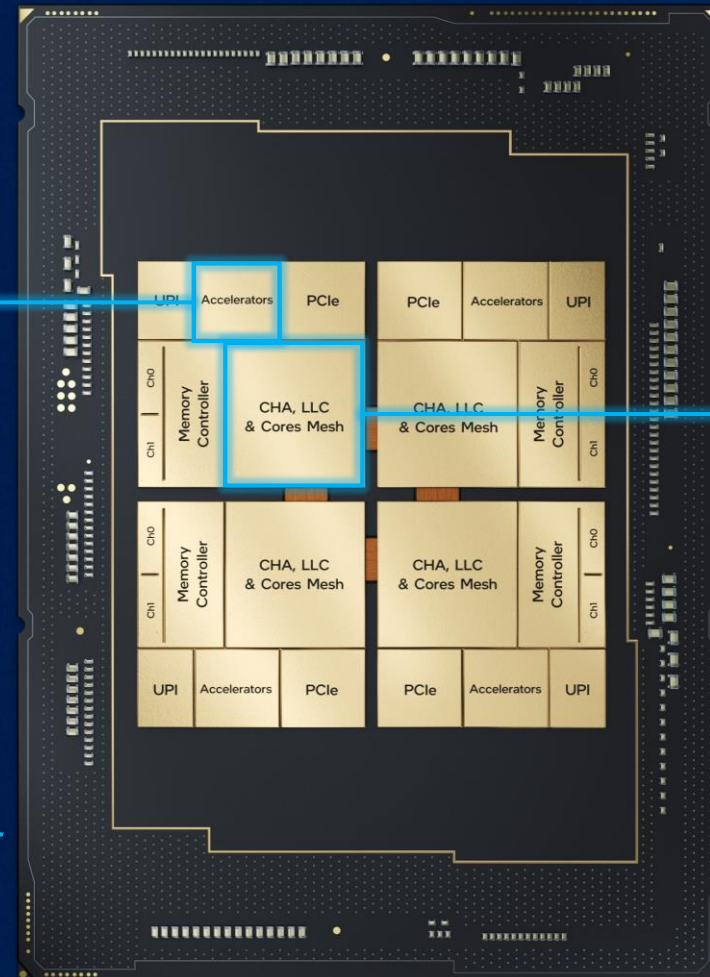 UPI
Accelerators
PCIe
PCIe
Accelerators
UPI
Ch0
Ch1
Memory
Controller
CHA, LLC
& Cores Mesh
CHA, LLC
& Cores Mesh
Memory
Controller
Ch0
Ch1
Ch0
Ch1
Memory
Controller
CHA, LLC
& Cores Mesh
CHA, LLC
& Cores Mesh
Memory
Controller
Ch0
Ch1
UPI
Accelerators
PCIe
PCIe
Accelerators
UPI